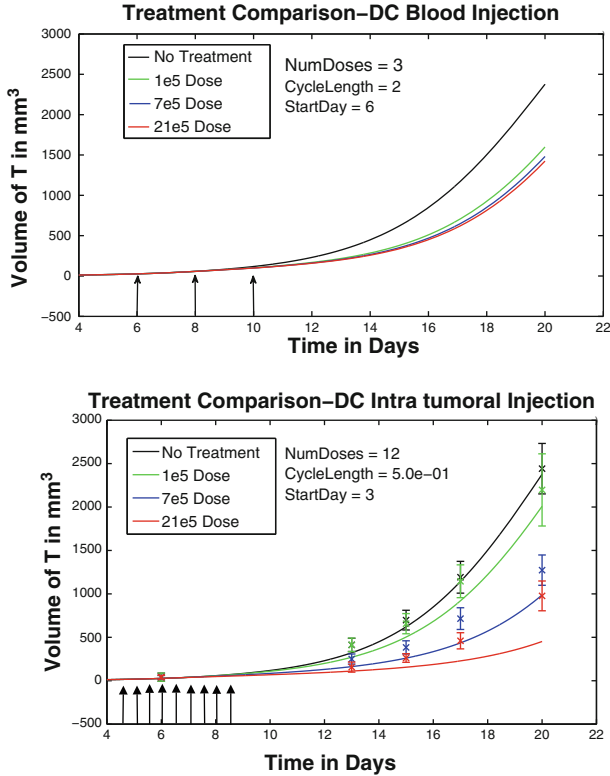 Treatment Comparison–DC Blood Injection
Volume of T in mm3
3000
2500
2000
1500
1000
500
0
−500
No Treatment
1e5 Dose
7e5 Dose
21e5 Dose
NumDoses = 3
CycleLength = 2
StartDay = 6
4 6 8 10 12 14 16 18 20 22
Time in Days
Treatment Comparison–DC Intra tumoral Injection
Volume of T in mm3
3000
2500
2000
1500
1000
500
0
−500
No Treatment
1e5 Dose
7e5 Dose
21e5 Dose
NumDoses = 12
CycleLength = 5.0e−01
StartDay = 3
4 6 8 10 12 14 16 18 20 22
Time in Days